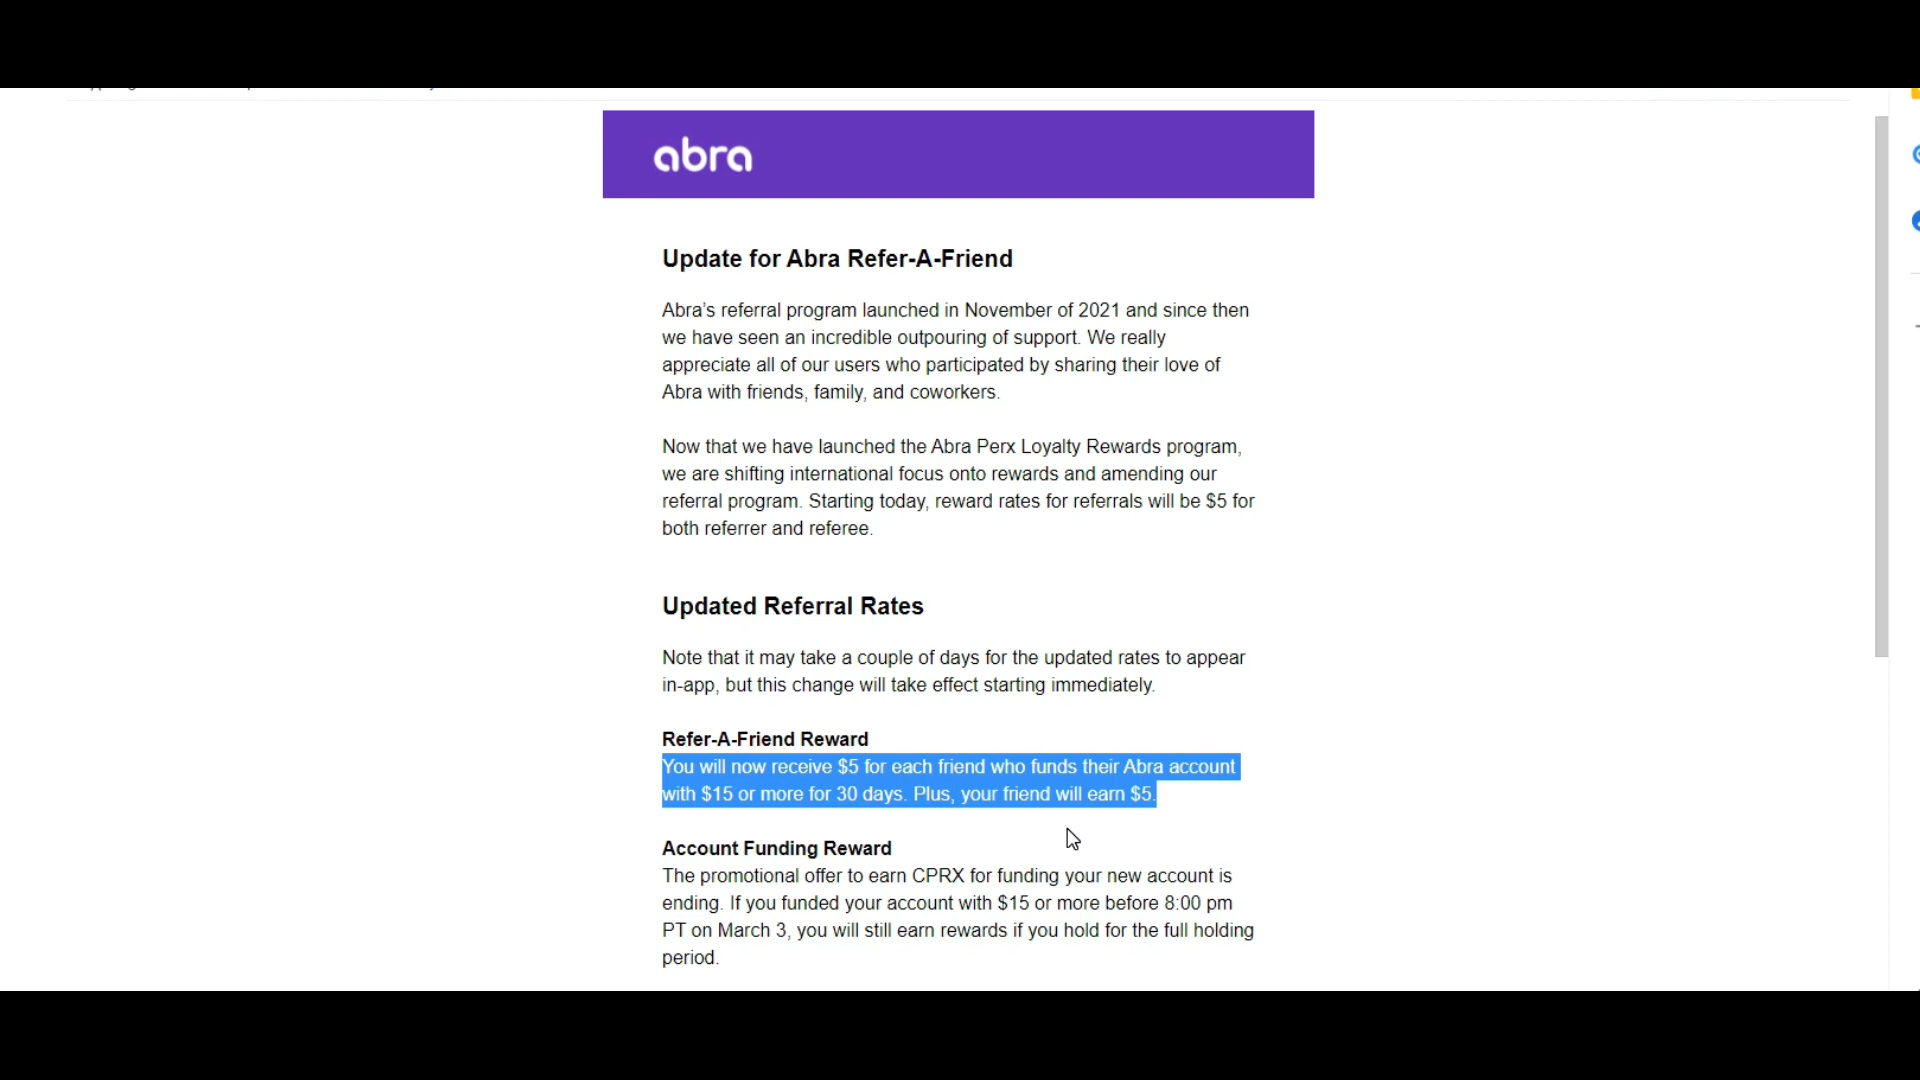 abra
Update for Abra Refer-A-Friend
Abra’s referral program launched in November of 2021 and since then
we have seen an incredible outpouring of support. We really
appreciate all of our users who participated by sharing their love of
Abra with friends, family, and coworkers.
Now that we have launched the Abra Perx Loyalty Rewards program,
we are shifting international focus onto rewards and amending our
referral program. Starting today, reward rates for referrals will be $5 for
both referrer and referee.
Updated Referral Rates
Note that it may take a couple of days for the updated rates to appear
in-app, but this change will take effect starting immediately.
Refer-A-Friend Reward
You will now receive $5 for each friend who funds their Abra account
with $15 or more for 30 days. Plus, your friend will earn $5.
Account Funding Reward
The promotional offer to earn CPRX for funding your new account is
ending. If you funded your account with $15 or more before 8:00 pm
PT on March 3, you will still earn rewards if you hold for the full holding
period.